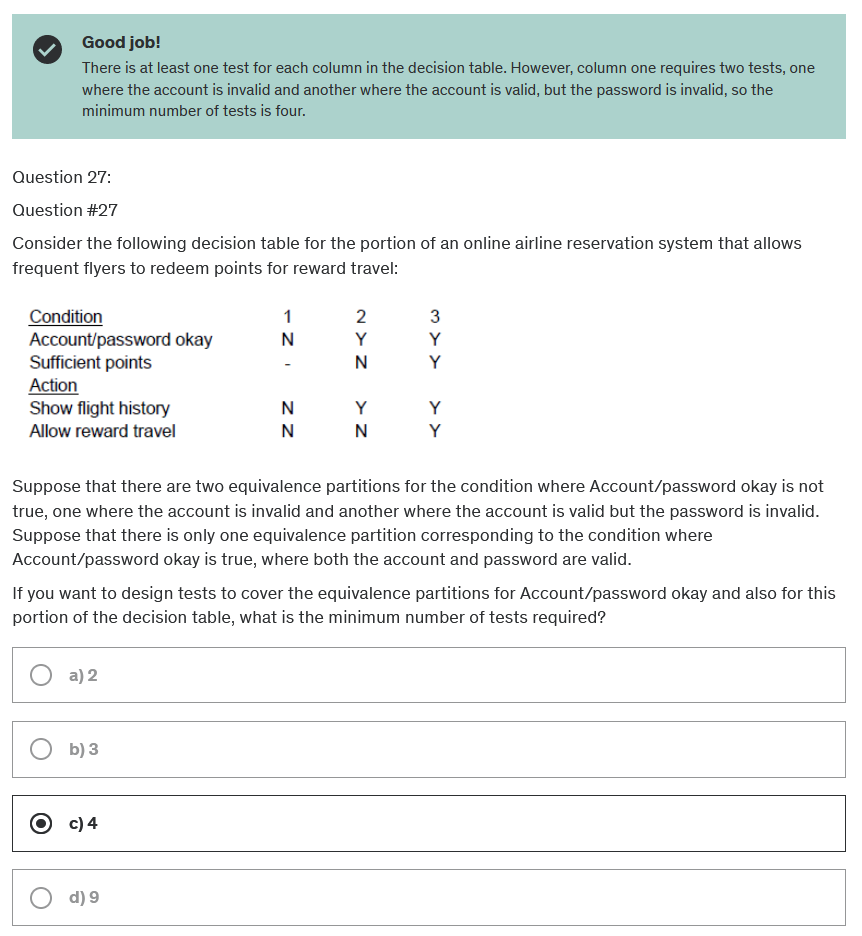 Good job!
There is at least one test for each column in the decision table. However, column one requires two tests, one
where the account is invalid and another where the account is valid, but the password is invalid, so the
minimum number of tests is four.
Question 27:
Question #27
Consider the following decision table for the portion of an online airline reservation system that allows
frequent flyers to redeem points for reward travel:
Condition 1 2 3
Account/password okay N Y Y
Sufficient points - N Y
Action
Show flight history N Y Y
Allow reward travel N N Y
Suppose that there are two equivalence partitions for the condition where Account/password okay is not
true, one where the account is invalid and another where the account is valid but the password is invalid.
Suppose that there is only one equivalence partition corresponding to the condition where
Account/password okay is true, where both the account and password are valid.
If you want to design tests to cover the equivalence partitions for Account/password okay and also for this
portion of the decision table, what is the minimum number of tests required?
a) 2
b) 3
c) 4
d) 9